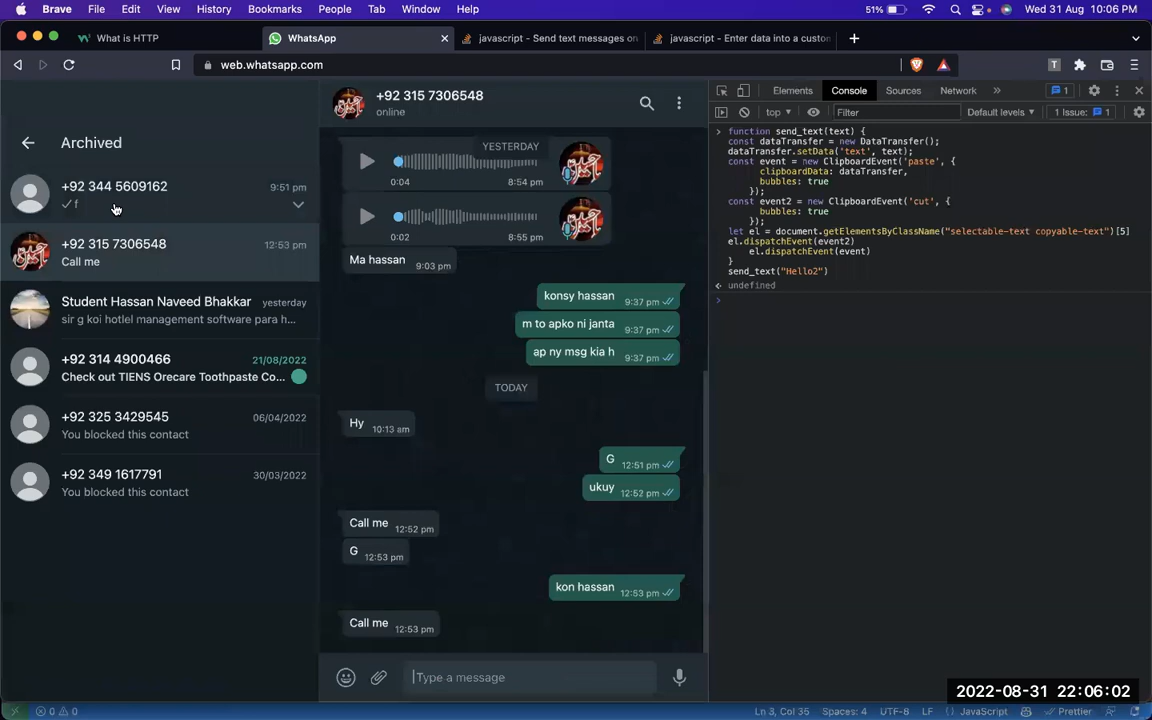 Brave File Edit View History Bookmarks People Tab Window Help 51% Wed 31 Aug 10:06 PM
What is HTTP
WhatsApp
javascript - Send text messages on
javascript - Enter data into a custo
web.whatsapp.com
Archived
+92 344 5609162 9:51 pm
f
+92 315 7306548 12:53 pm
Call me
Student Hassan Naveed Bhakkar yesterday
sir g koi hotlel management software para h...
+92 314 4900466 21/08/2022
Check out TIENS Orecare Toothpaste Co...
+92 325 3429545 06/04/2022
You blocked this contact
+92 349 1617791 30/03/2022
You blocked this contact
+92 315 7306548
online
YESTERDAY
0:04 8:54 pm
0:02 8:55 pm
Ma hassan 9:03 pm
konsy hassan 9:37 pm
m to apko ni janta 9:37 pm
ap ny msg kia h 9:37 pm
TODAY
Hy 10:13 am
G 12:51 pm
ukuy 12:52 pm
Call me 12:52 pm
G 12:53 pm
kon hassan 12:53 pm
Call me 12:53 pm
Type a message
Elements Console Sources Network » 1
top Filter Default levels 1 Issue: 1
function send_text(text) {
const dataTransfer = new DataTransfer();
dataTransfer.setData('text', text);
const event = new ClipboardEvent('paste', {
clipboardData: dataTransfer,
bubbles: true
});
const event2 = new ClipboardEvent('cut', {
bubbles: true
});
let el = document.getElementsByClassName("selectable-text copyable-text")[5]
el.dispatchEvent(event2)
el.dispatchEvent(event)
}
send_text("Hello2")
undefined
2022-08-31 22:06:02
0 0 Ln 3, Col 35 Spaces: 4 UTF-8 LF JavaScript Prettier